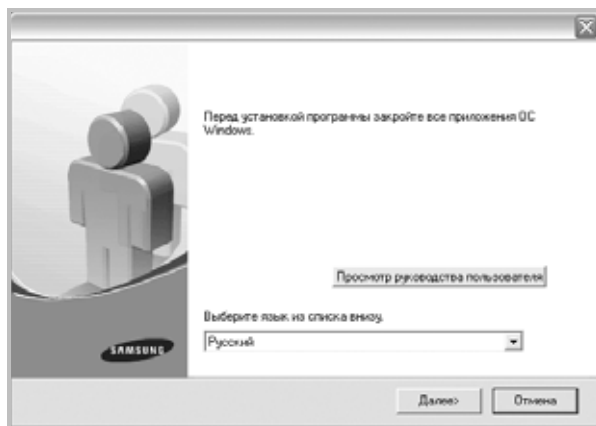 Перед установкой программы закройте все приложения ОС
Windows.
Просмотр руководства пользователя
Выберите язык из списка внизу.
Русский
SAMSUNG
Далее>
Отмена